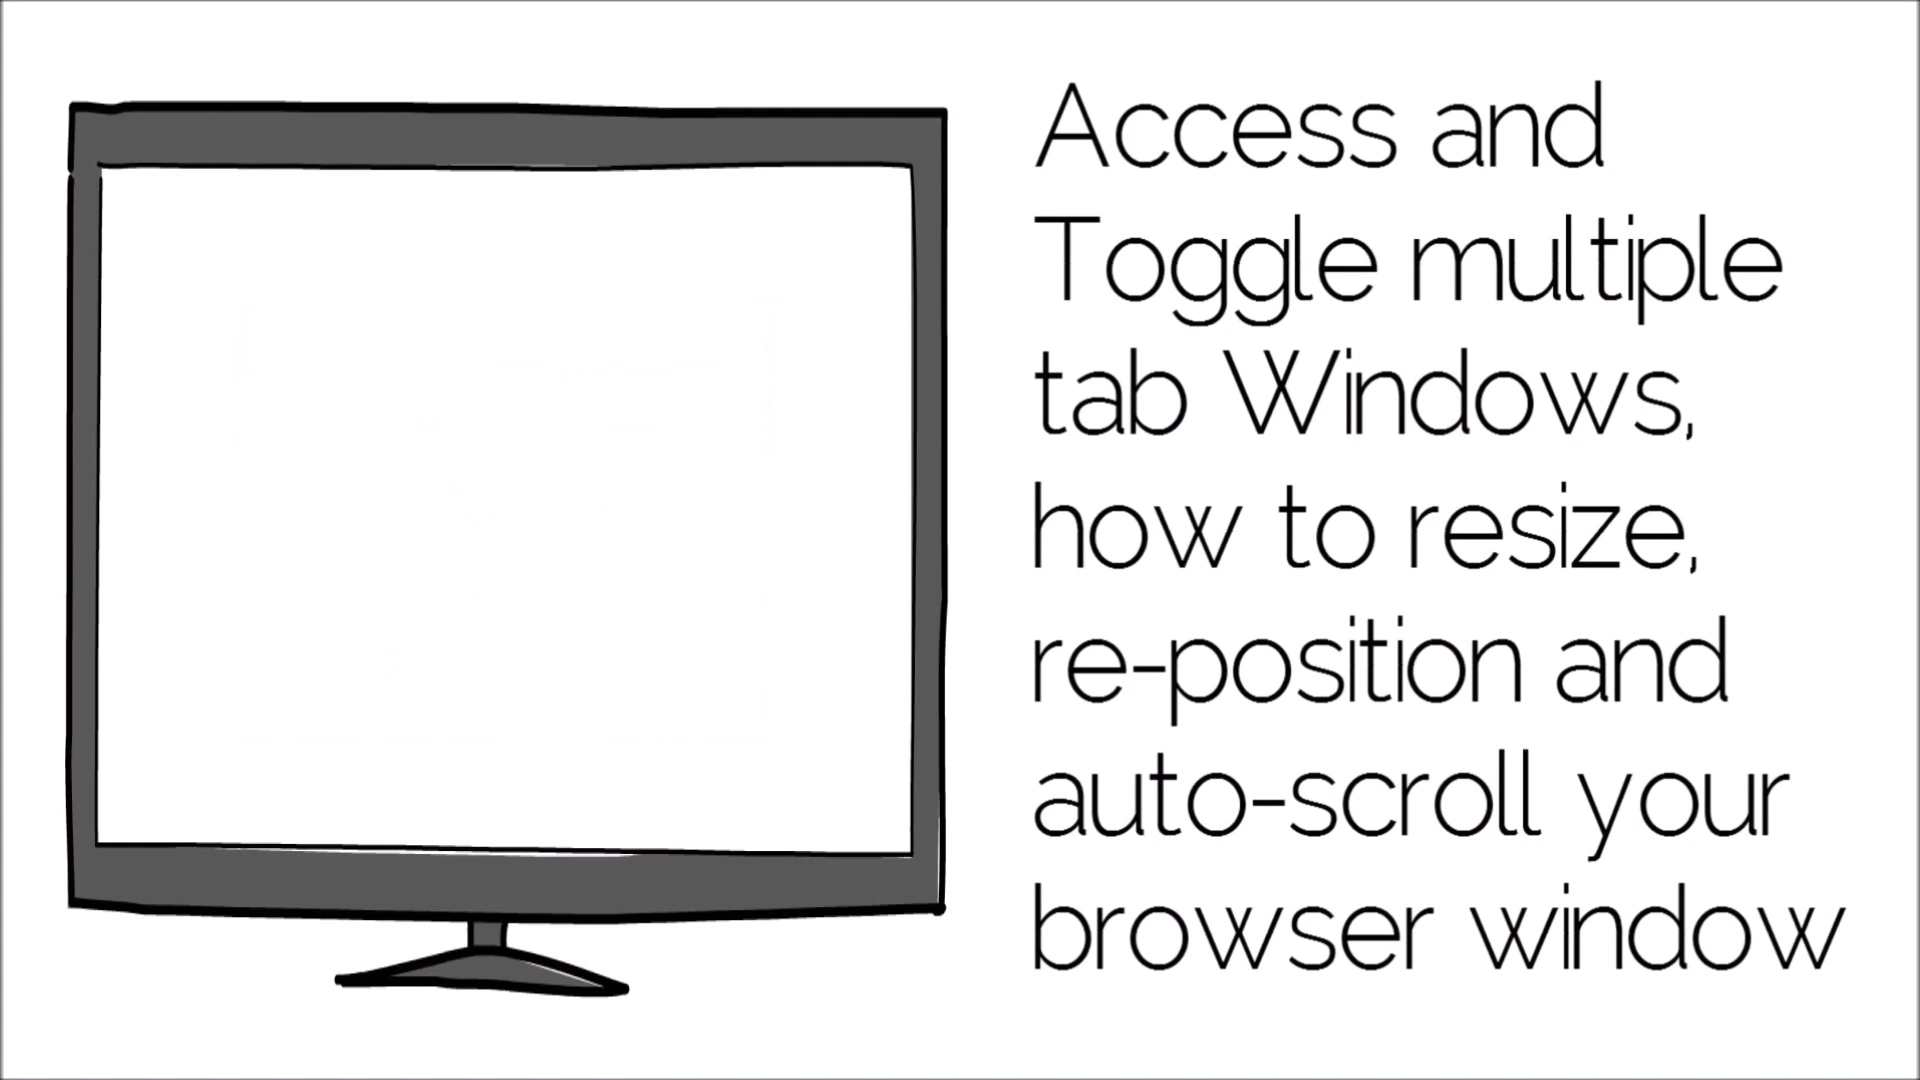 Access and
Toggle multiple
tab Windows,
how to resize,
re-position and
auto-scroll your
browser window